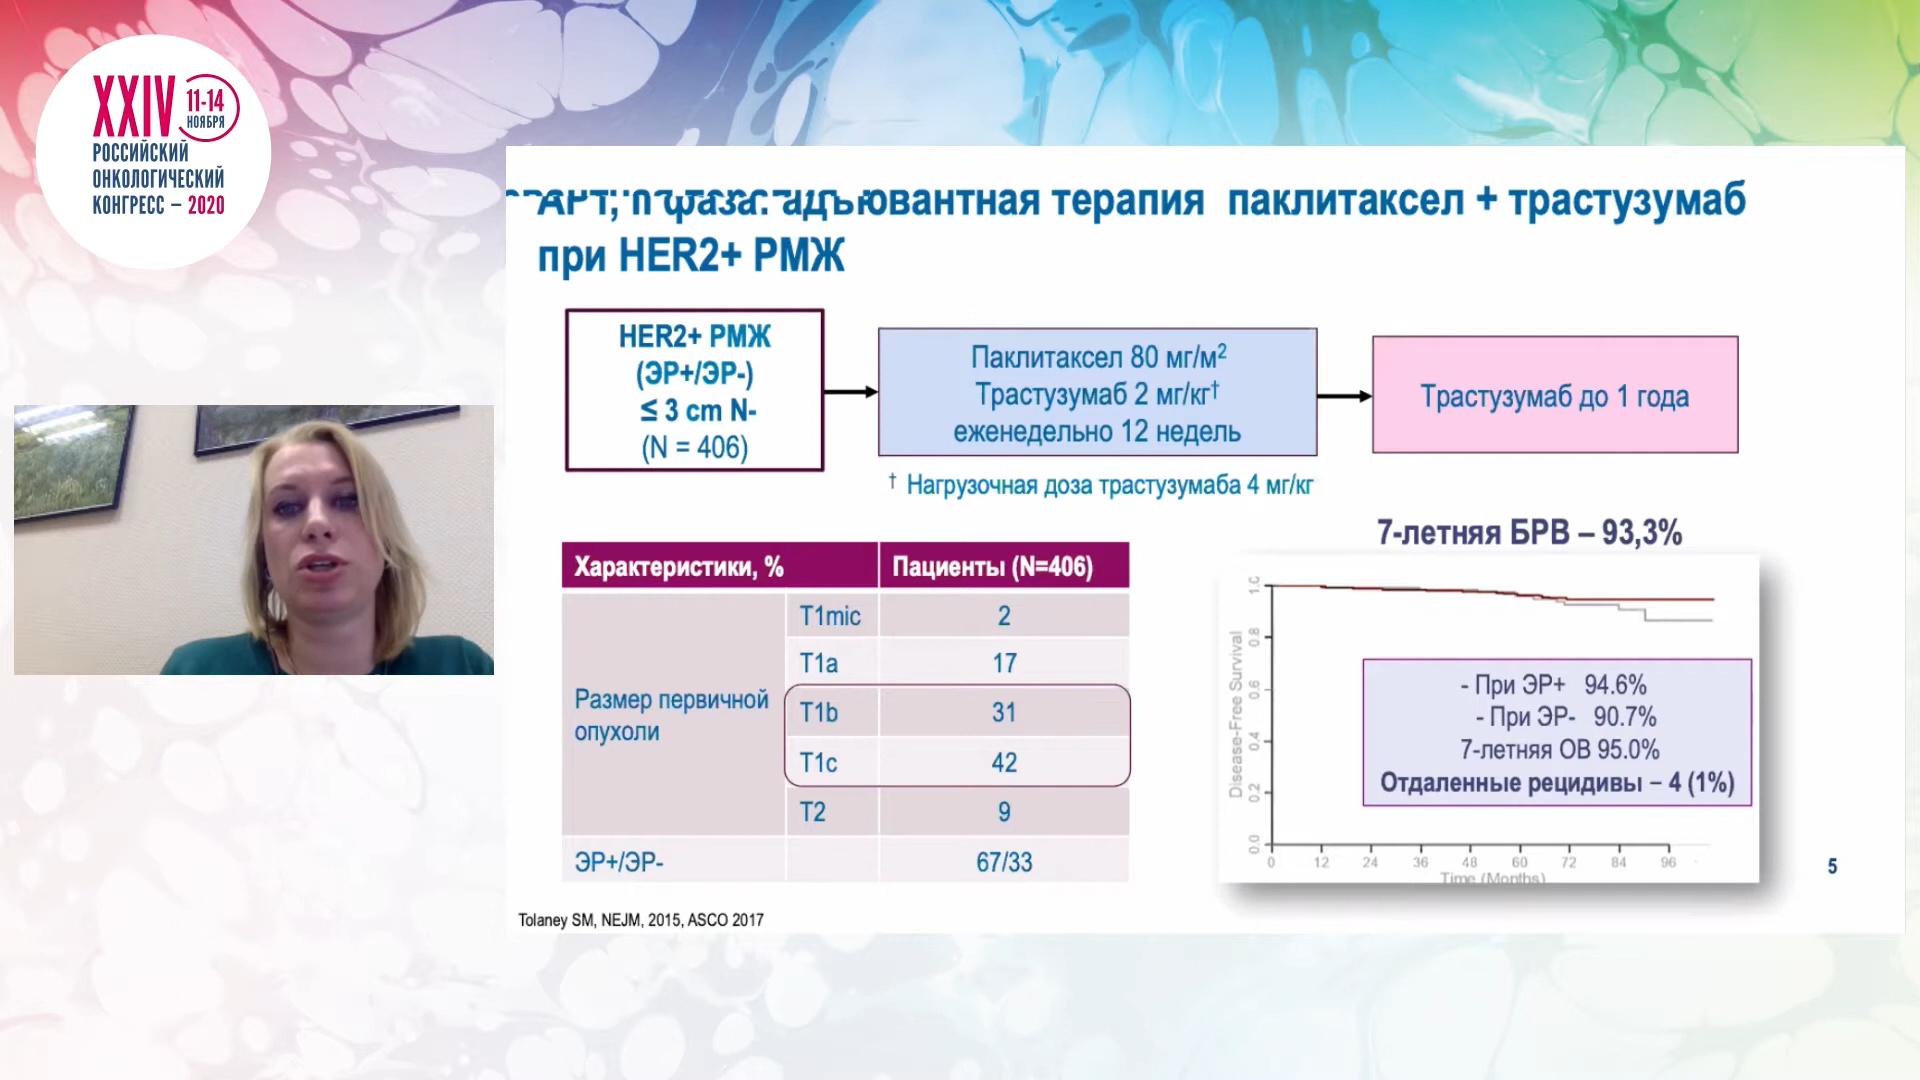 XXIV
11-14
НОЯБРЯ
РОССИЙСКИЙ
ОНКОЛОГИЧЕСКИЙ
КОНГРЕСС – 2020
адъювантная терапия паклитаксел + трастузумаб
при HER2+ РМЖ
HER2+ РМЖ
(ЭР+/ЭР-)
≤ 3 cm N-
(N = 406)
Паклитаксел 80 мг/м²
Трастузумаб 2 мг/кг†
еженедельно 12 недель
Трастузумаб до 1 года
† Нагрузочная доза трастузумаба 4 мг/кг
7-летняя БРВ – 93,3%
Характеристики, % Пациенты (N=406)
Размер первичной
опухоли
T1mic 2
T1a 17
T1b 31
T1c 42
T2 9
ЭР+/ЭР- 67/33
Disease-Free Survival
1.0
0.8
0.6
0.4
0.2
0.0
- При ЭР+ 94.6%
- При ЭР- 90.7%
7-летняя ОВ 95.0%
Отдаленные рецидивы – 4 (1%)
0 12 24 36 48 60 72 84 96
Time (Months)
5
Tolaney SM, NEJM, 2015, ASCO 2017